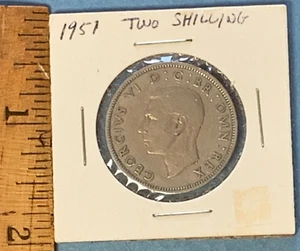 1951 TWO SHILLING
GEORGIVS VI D:G:BR:OMN:REX
1
2